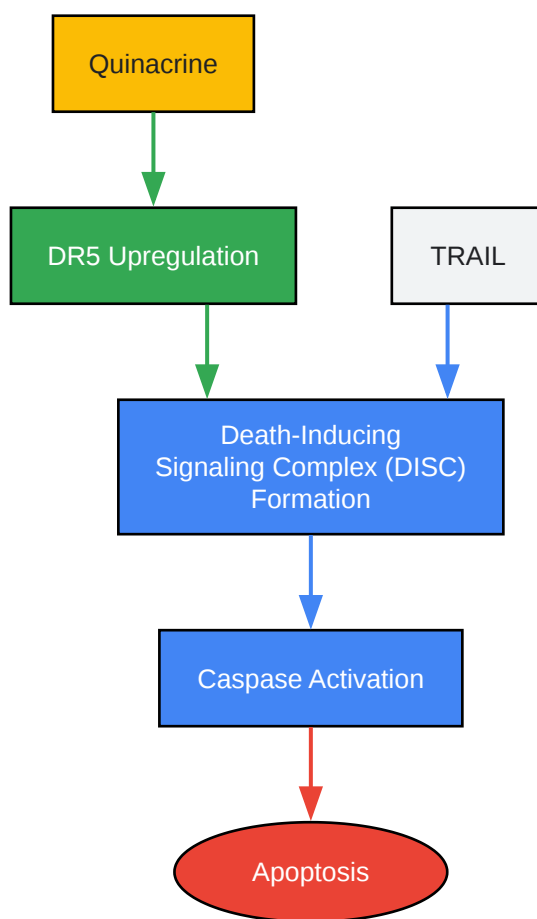 Quinacrine
DR5 Upregulation
TRAIL
Death-Inducing
Signaling Complex (DISC)
Formation
Caspase Activation
Apoptosis